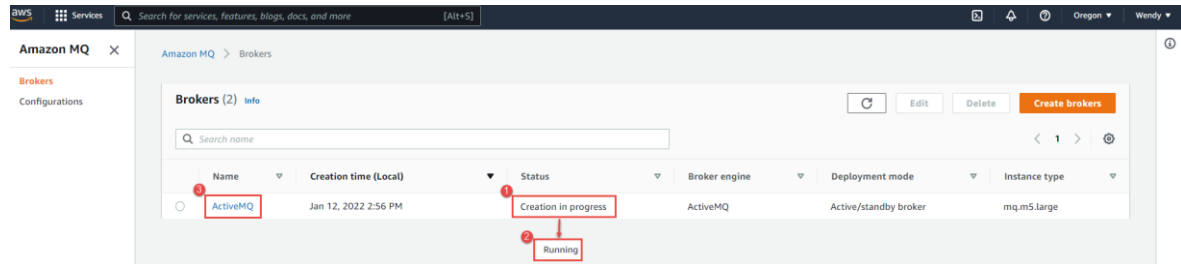 aws Services Search for services, features, blogs, docs, and more [Alt+S] Oregon Wendy
Amazon MQ
Amazon MQ > Brokers
Brokers
Configurations
Brokers (2) Info
Edit Delete Create brokers
Search name
1
Name Creation time (Local) Status Broker engine Deployment mode Instance type
3 1
ActiveMQ Jan 12, 2022 2:56 PM Creation in progress ActiveMQ Active/standby broker mq.m5.large
2
Running